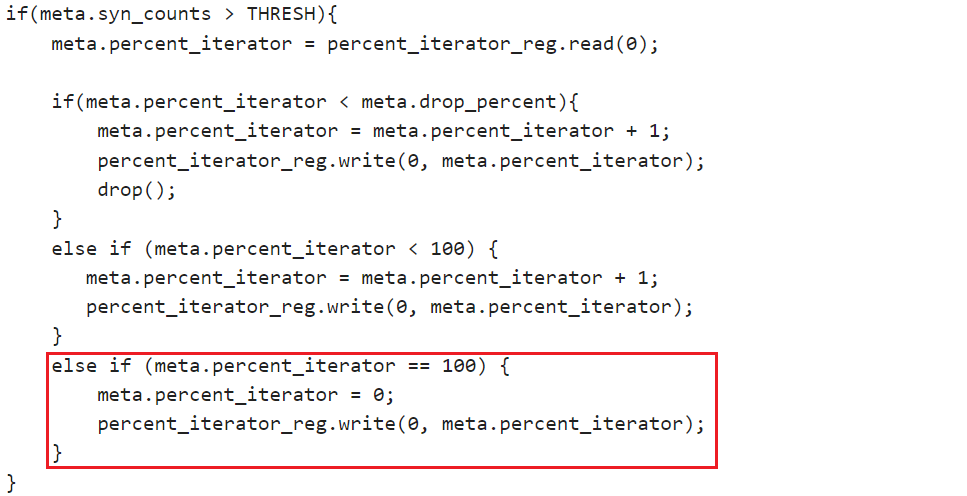 if(meta.syn_counts > THRESH){
    meta.percent_iterator = percent_iterator_reg.read(0);

    if(meta.percent_iterator < meta.drop_percent){
        meta.percent_iterator = meta.percent_iterator + 1;
        percent_iterator_reg.write(0, meta.percent_iterator);
        drop();
    }
    else if (meta.percent_iterator < 100) {
       meta.percent_iterator = meta.percent_iterator + 1;
       percent_iterator_reg.write(0, meta.percent_iterator);
    }
    else if (meta.percent_iterator == 100) {
        meta.percent_iterator = 0;
        percent_iterator_reg.write(0, meta.percent_iterator);
    }
}